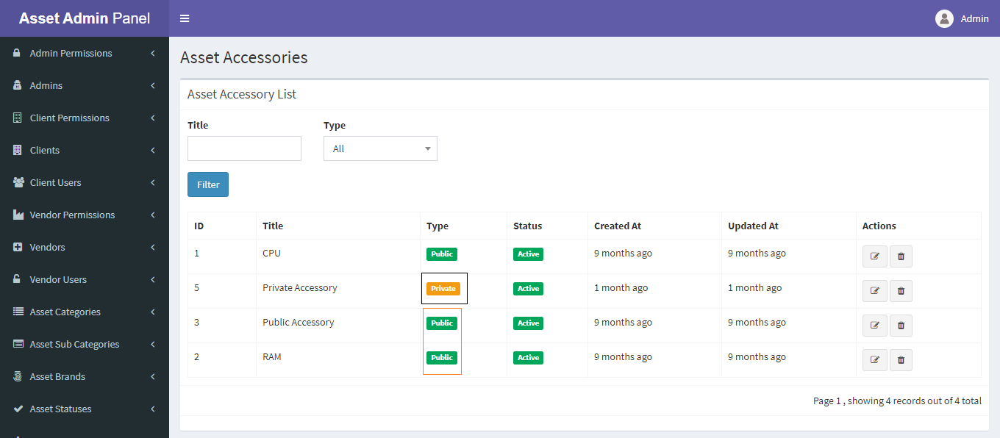 Asset Admin Panel
Admin
Admin Permissions
Admins
Client Permissions
Clients
Client Users
Vendor Permissions
Vendors
Vendor Users
Asset Categories
Asset Sub Categories
Asset Brands
Asset Statuses
Asset Accessories
Asset Accessory List
Title Type
All
Filter
ID Title Type Status Created At Updated At Actions
1 CPU Public Active 9 months ago 9 months ago
5 Private Accessory Private Active 1 month ago 1 month ago
3 Public Accessory Public Active 9 months ago 9 months ago
2 RAM Public Active 9 months ago 9 months ago
Page 1 , showing 4 records out of 4 total